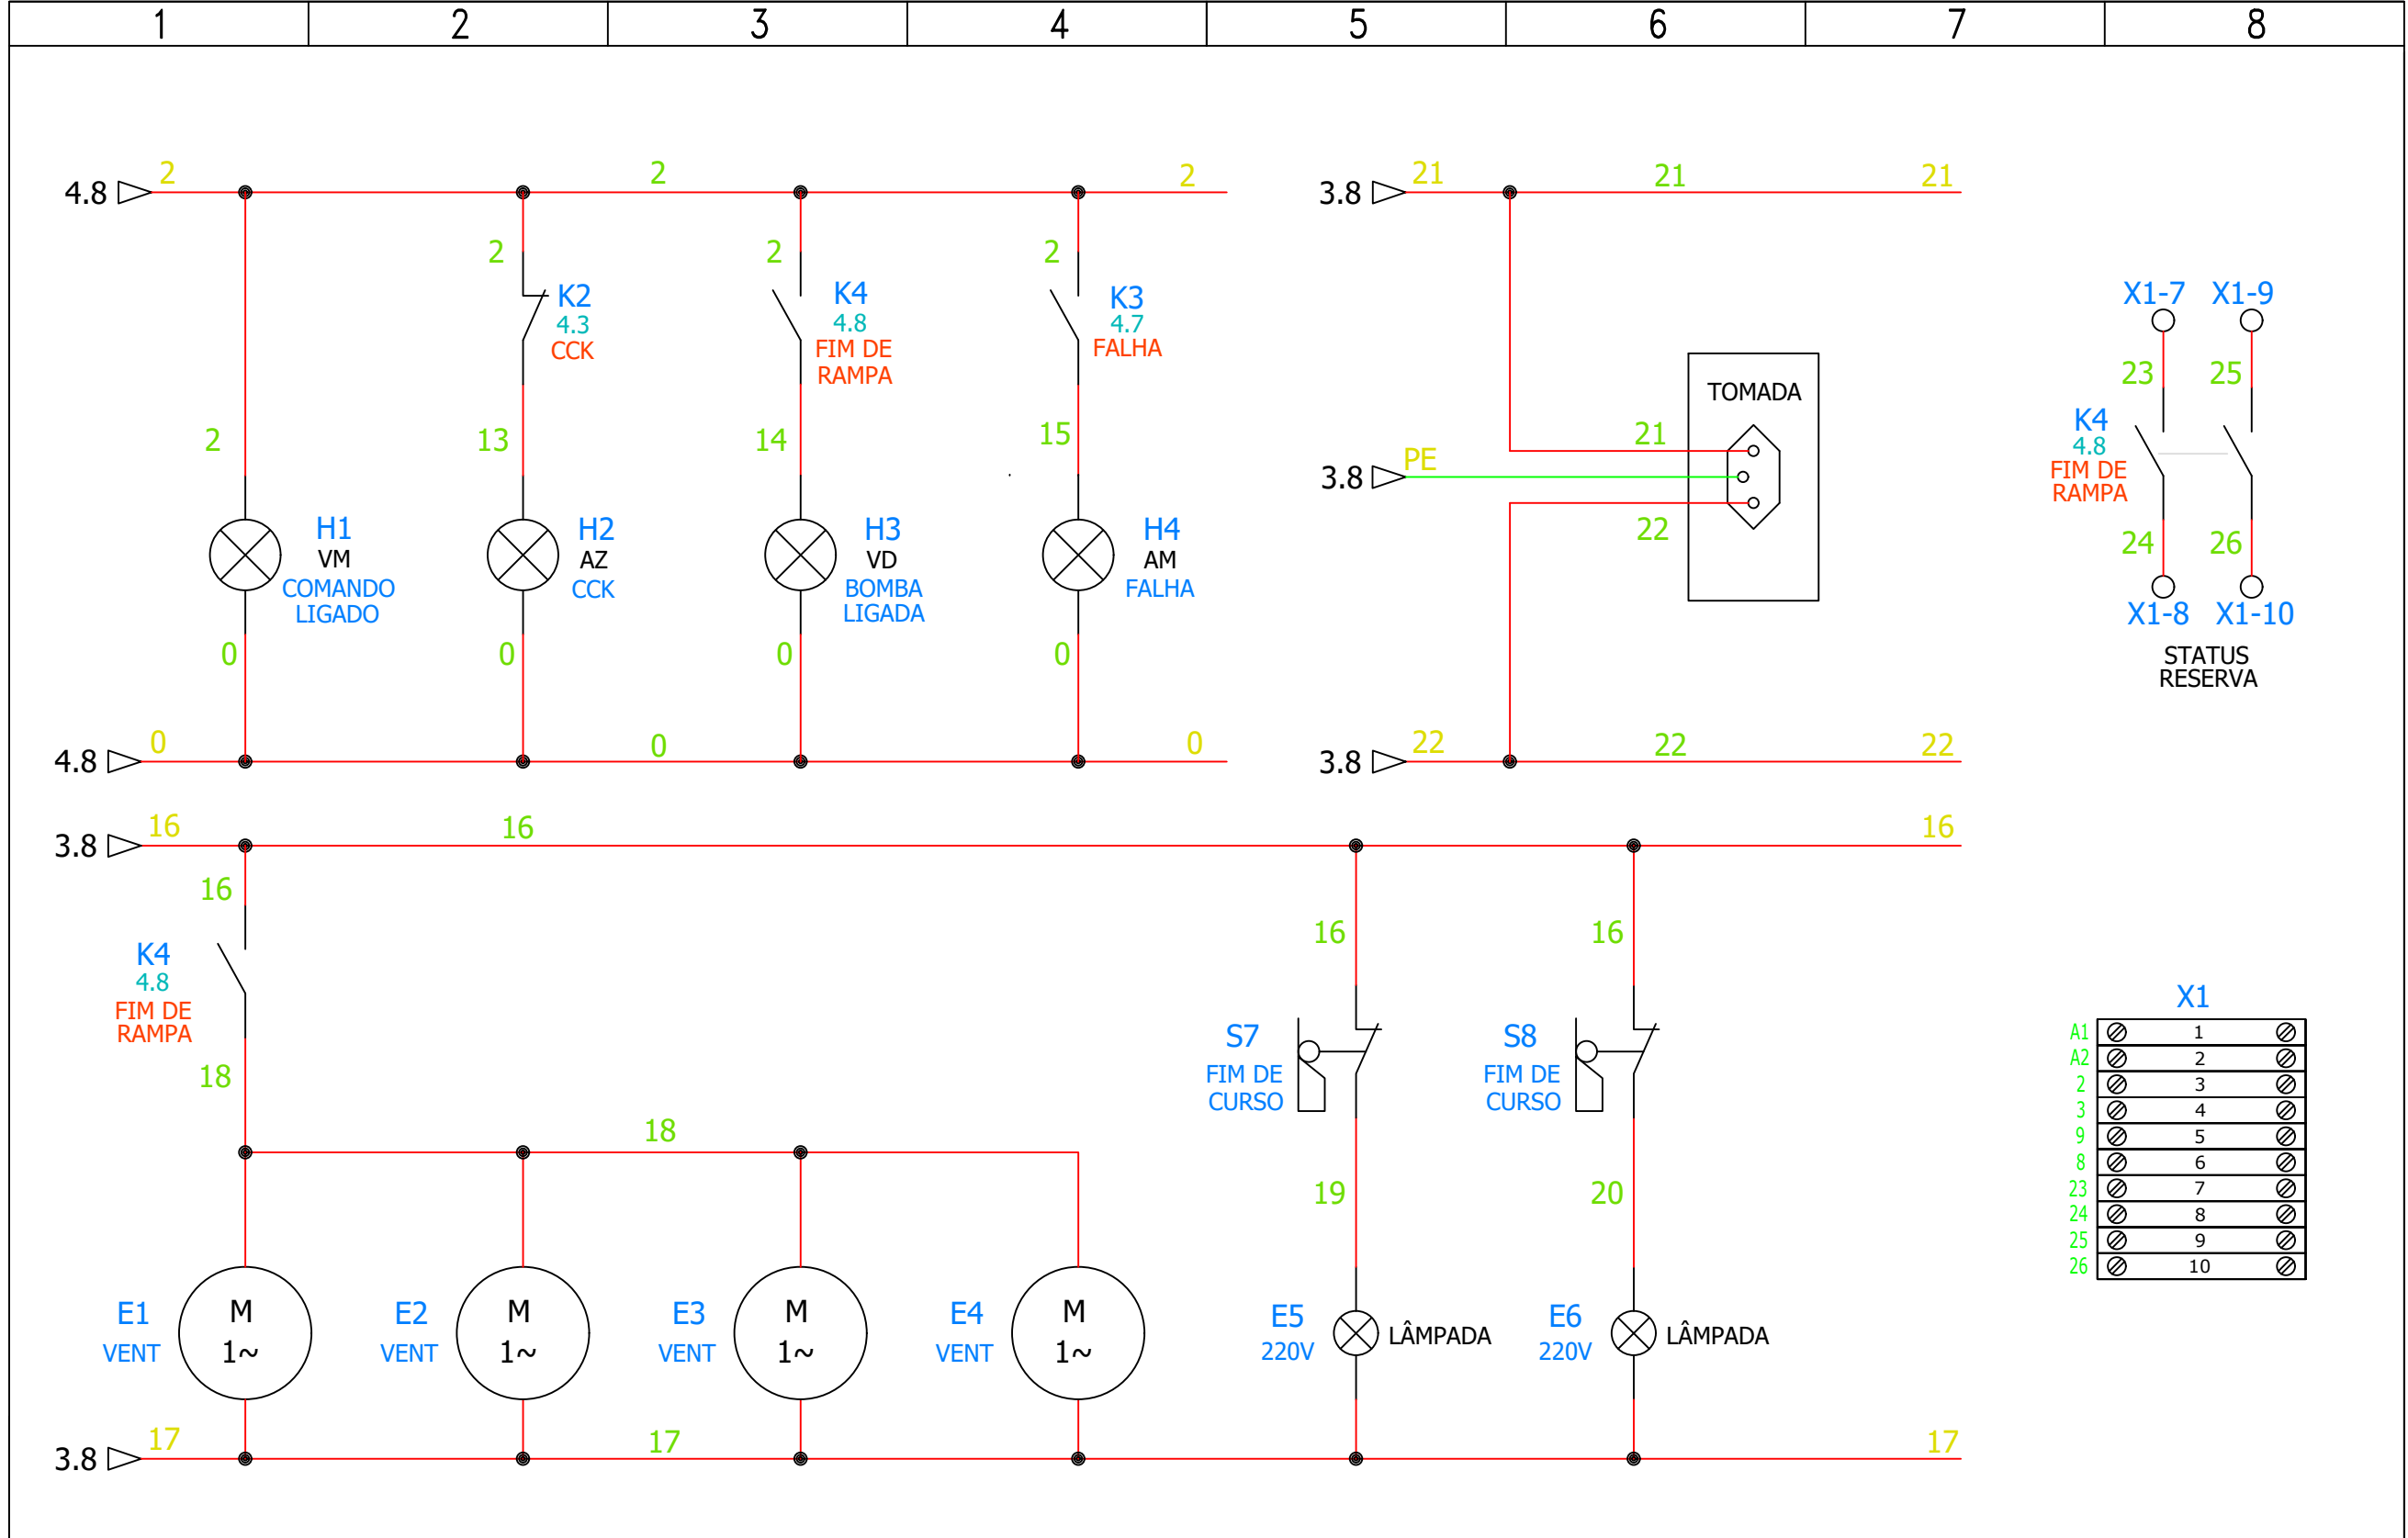 1 2 3 4 5 6 7 8
4.8 2 2 2
3.8 21 21 21
2 2 2
K2
4.3
CCK
K4
4.8
FIM DE
RAMPA
K3
4.7
FALHA
X1-7 X1-9
23 25
TOMADA
2 13 14 15
21
3.8 PE
22
K4
4.8
FIM DE
RAMPA
24 26
X1-8 X1-10
STATUS
RESERVA
H1
VM
COMANDO
LIGADO
H2
AZ
CCK
H3
VD
BOMBA
LIGADA
H4
AM
FALHA
0 0 0 0
4.8 0 0 0
3.8 22 22 22
3.8 16 16 16
16 16 16
K4
4.8
FIM DE
RAMPA
18
18
S7
FIM DE
CURSO
S8
FIM DE
CURSO
19 20
X1
A1 1
A2 2
2 3
3 4
9 5
8 6
23 7
24 8
25 9
26 10
E1
VENT
M
1~
E2
VENT
M
1~
E3
VENT
M
1~
E4
VENT
M
1~
E5
220V
LÂMPADA
E6
220V
LÂMPADA
3.8 17 17 17